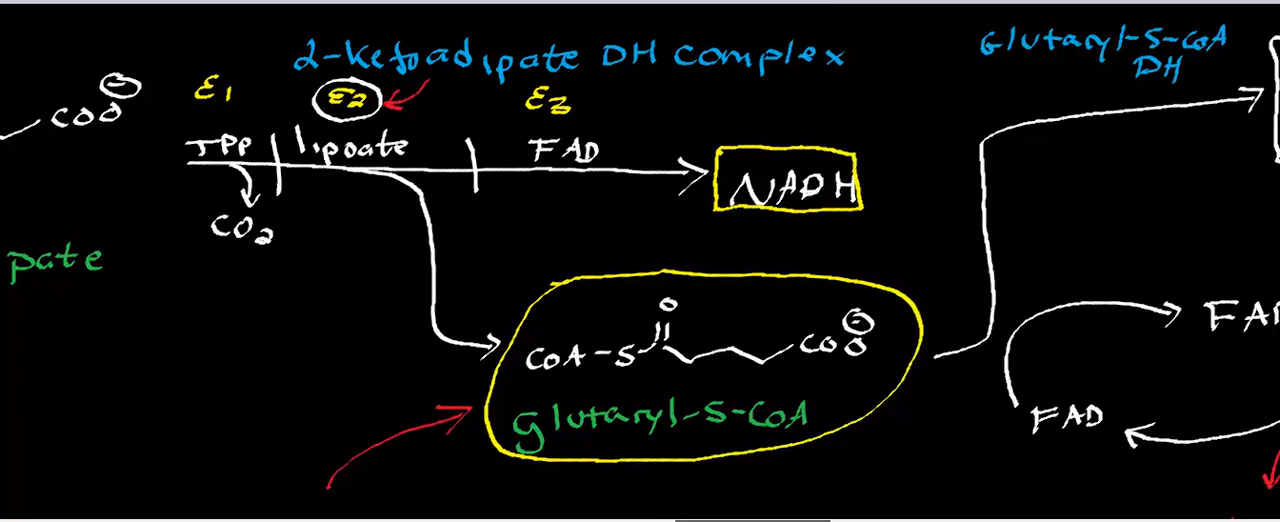 2-Ketoadipate DH complex
Glutaryl-S-CoA
DH
COO⊖
E1
E2
E3
TPP
lipoate
FAD
NADH
CO2
pate
O
CoA-S
COO⊖
Glutaryl-S-CoA
FAD
FAD